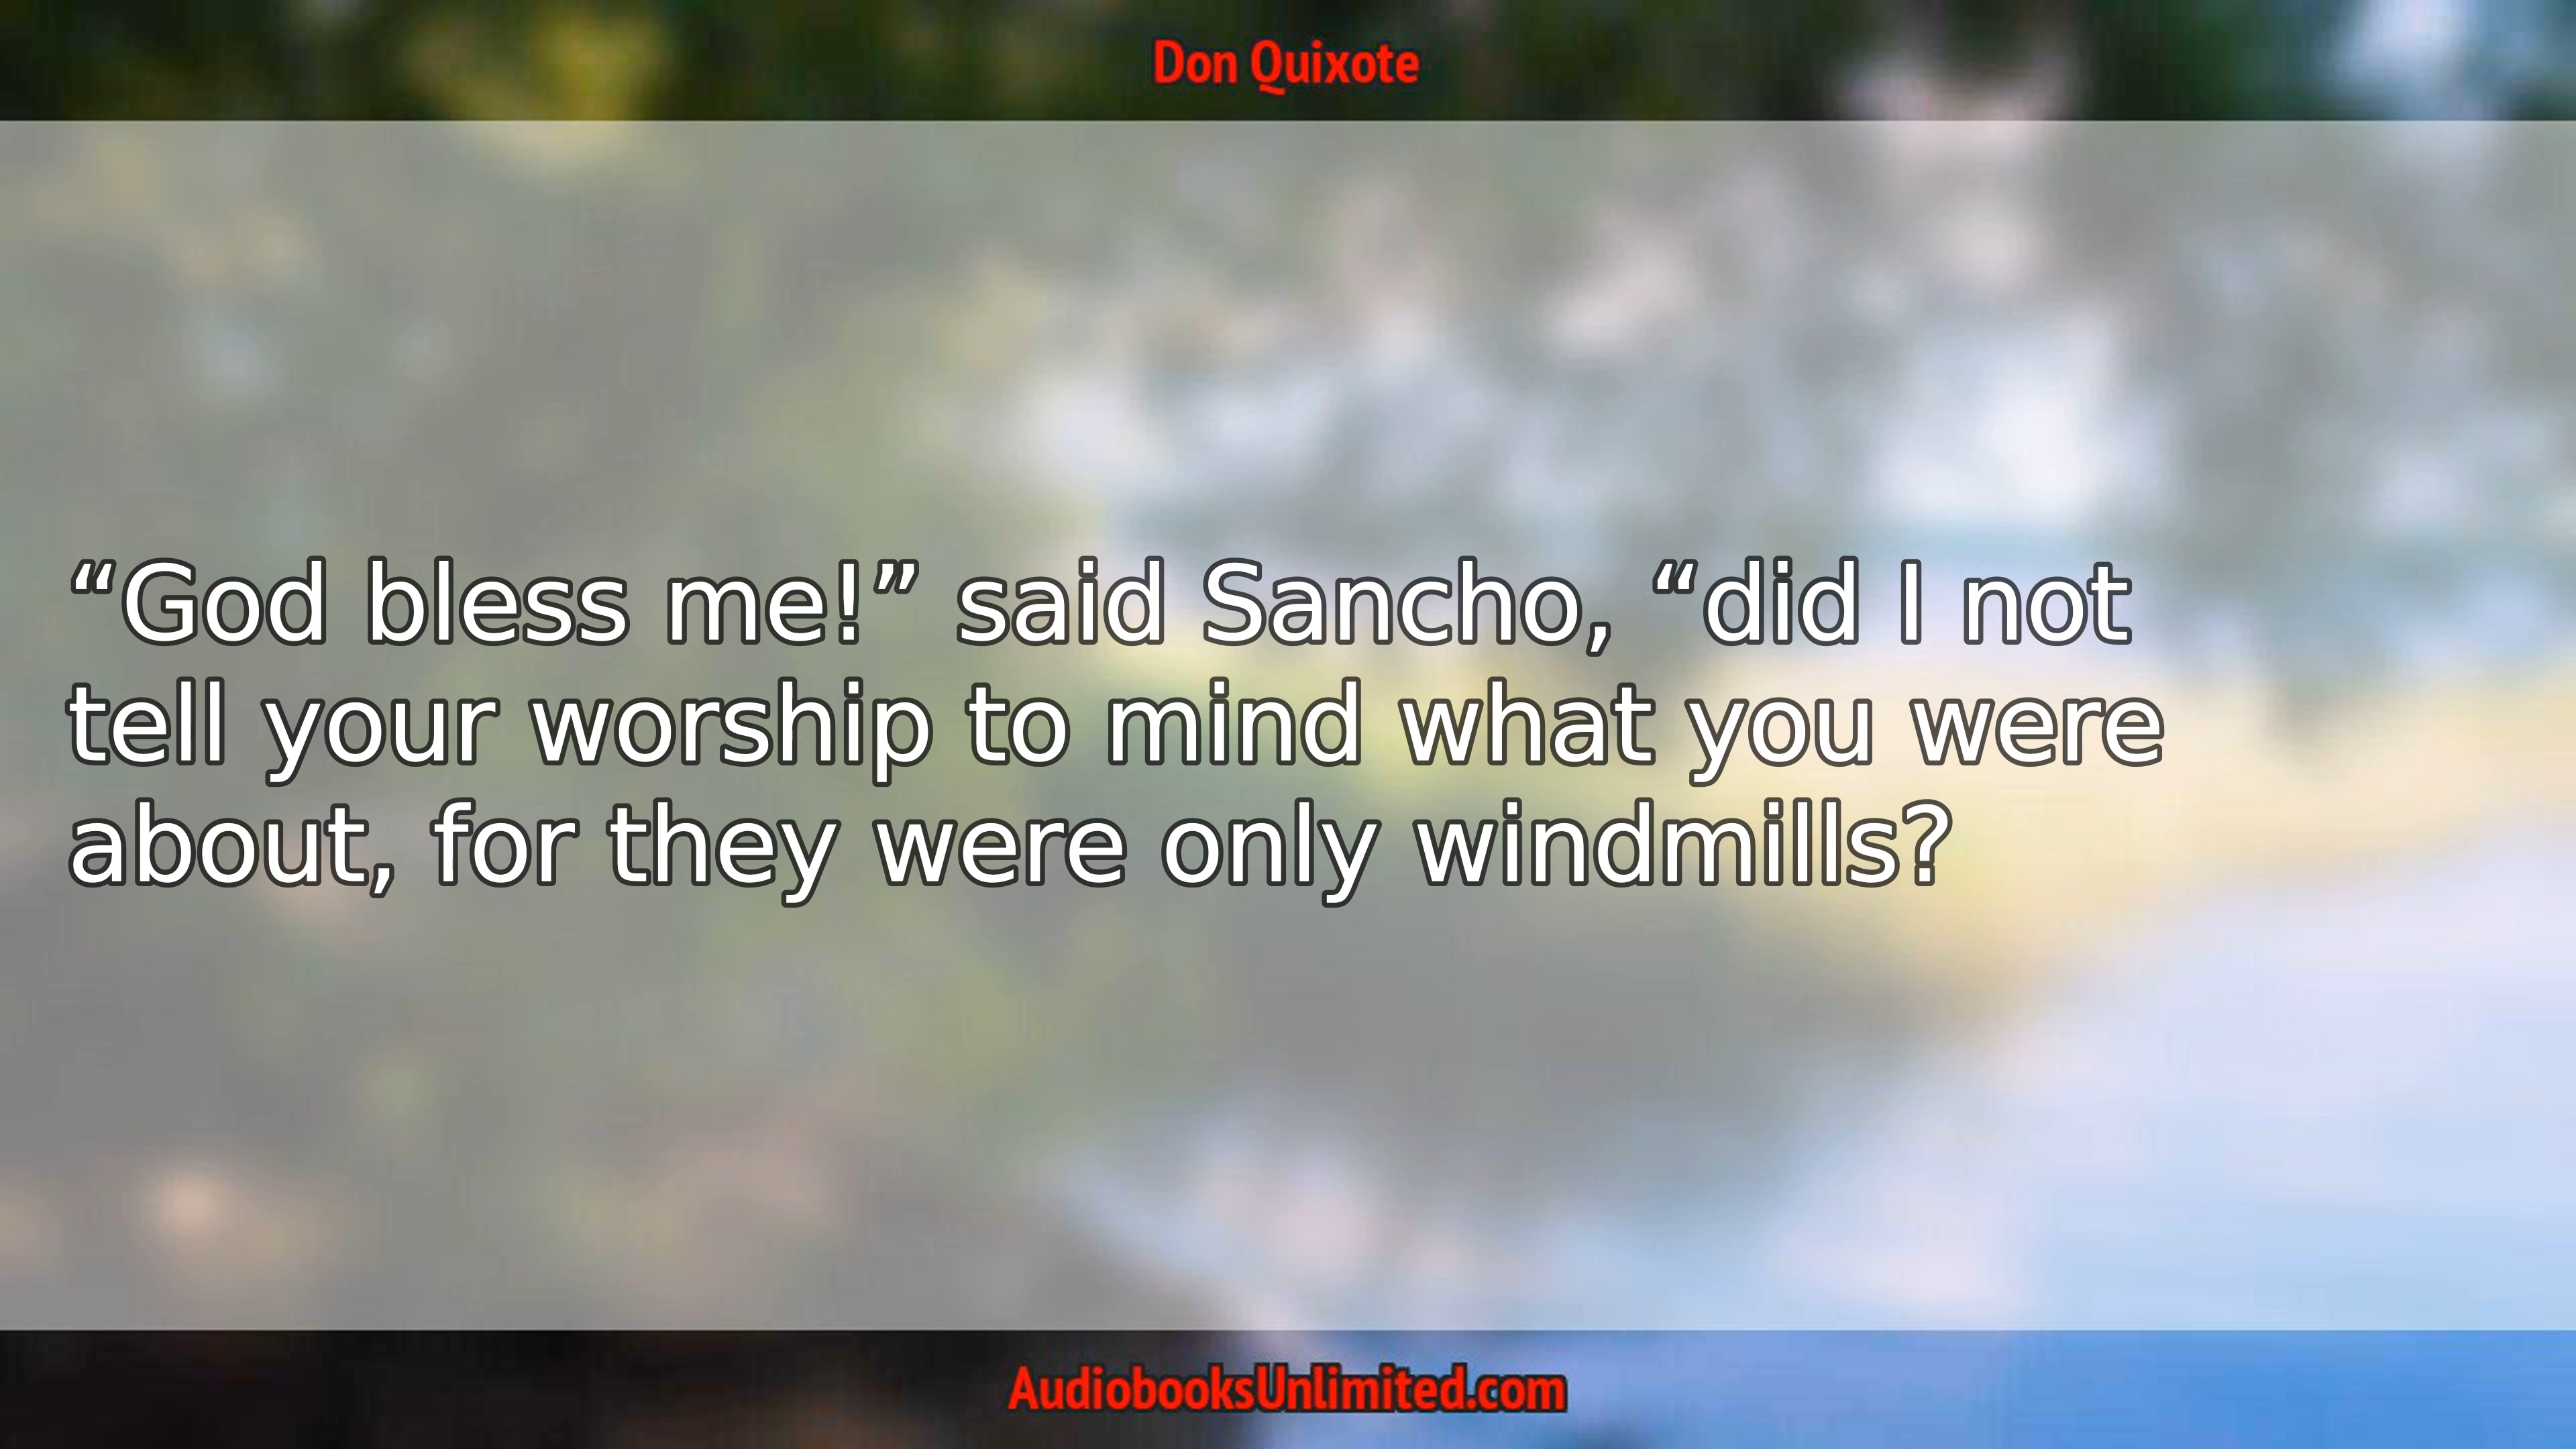 Don Quixote
“God bless me!” said Sancho, “did I not
tell your worship to mind what you were
about, for they were only windmills?
AudiobooksUnlimited.com